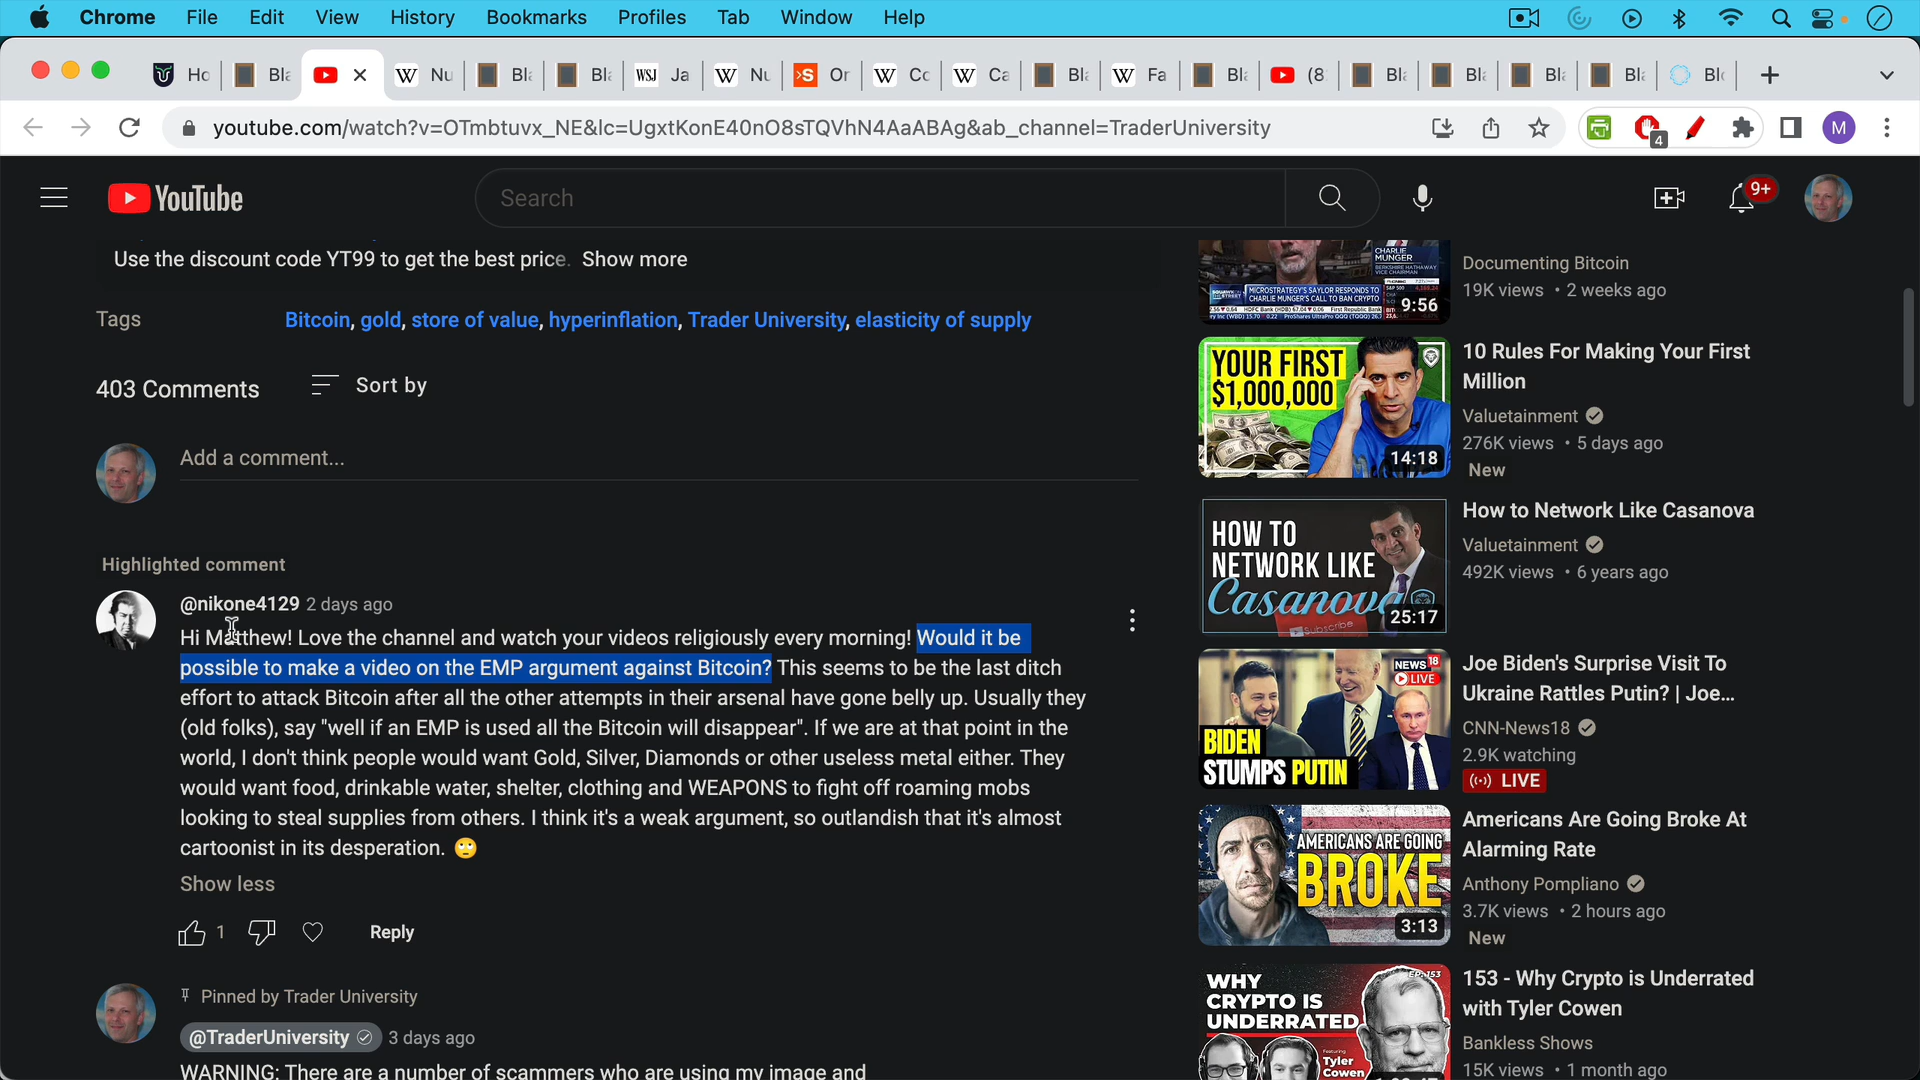 Chrome File Edit View History Bookmarks Profiles Tab Window Help
Ho Bla Nu Bla Bla WSJ Ja Nu Or Cc Ca Bla Fa Bla (8 Bla Bla Bla Bla Blo
youtube.com/watch?v=OTmbtuvx_NE&lc=UgxtKonE40nO8sTQVhN4AaABAg&ab_channel=TraderUniversity
4
M
YouTube
Search
9+
Use the discount code YT99 to get the best price. Show more
Tags Bitcoin, gold, store of value, hyperinflation, Trader University, elasticity of supply
403 Comments Sort by
Add a comment...
Highlighted comment
@nikone4129 2 days ago
Hi Matthew! Love the channel and watch your videos religiously every morning! Would it be
possible to make a video on the EMP argument against Bitcoin? This seems to be the last ditch
effort to attack Bitcoin after all the other attempts in their arsenal have gone belly up. Usually they
(old folks), say "well if an EMP is used all the Bitcoin will disappear". If we are at that point in the
world, I don't think people would want Gold, Silver, Diamonds or other useless metal either. They
would want food, drinkable water, shelter, clothing and WEAPONS to fight off roaming mobs
looking to steal supplies from others. I think it's a weak argument, so outlandish that it's almost
cartoonist in its desperation. 🙄
Show less
1 Reply
Pinned by Trader University
@TraderUniversity 3 days ago
WARNING: There are a number of scammers who are using my image and
CHARLIE
MUNGER
BERKSHIRE HATHAWAY
VICE CHAIRMAN
MICROSTRATEGY'S SAYLOR RESPONDS TO
CHARLIE MUNGER'S CALL TO BAN CRYPTO
9:56
Documenting Bitcoin
19K views • 2 weeks ago
YOUR FIRST
$1,000,000
14:18
10 Rules For Making Your First
Million
Valuetainment
276K views • 5 days ago
New
HOW TO
NETWORK LIKE
Casanova
Subscribe
25:17
How to Network Like Casanova
Valuetainment
492K views • 6 years ago
NEWS 18
LIVE
BIDEN
STUMPS PUTIN
Joe Biden's Surprise Visit To
Ukraine Rattles Putin? | Joe...
CNN-News18
2.9K watching
LIVE
AMERICANS ARE GOING
BROKE
3:13
Americans Are Going Broke At
Alarming Rate
Anthony Pompliano
3.7K views • 2 hours ago
New
EP. 153
WHY
CRYPTO IS
UNDERRATED
Featuring
Tyler
Cowen
153 - Why Crypto is Underrated
with Tyler Cowen
Bankless Shows
15K views • 1 month ago